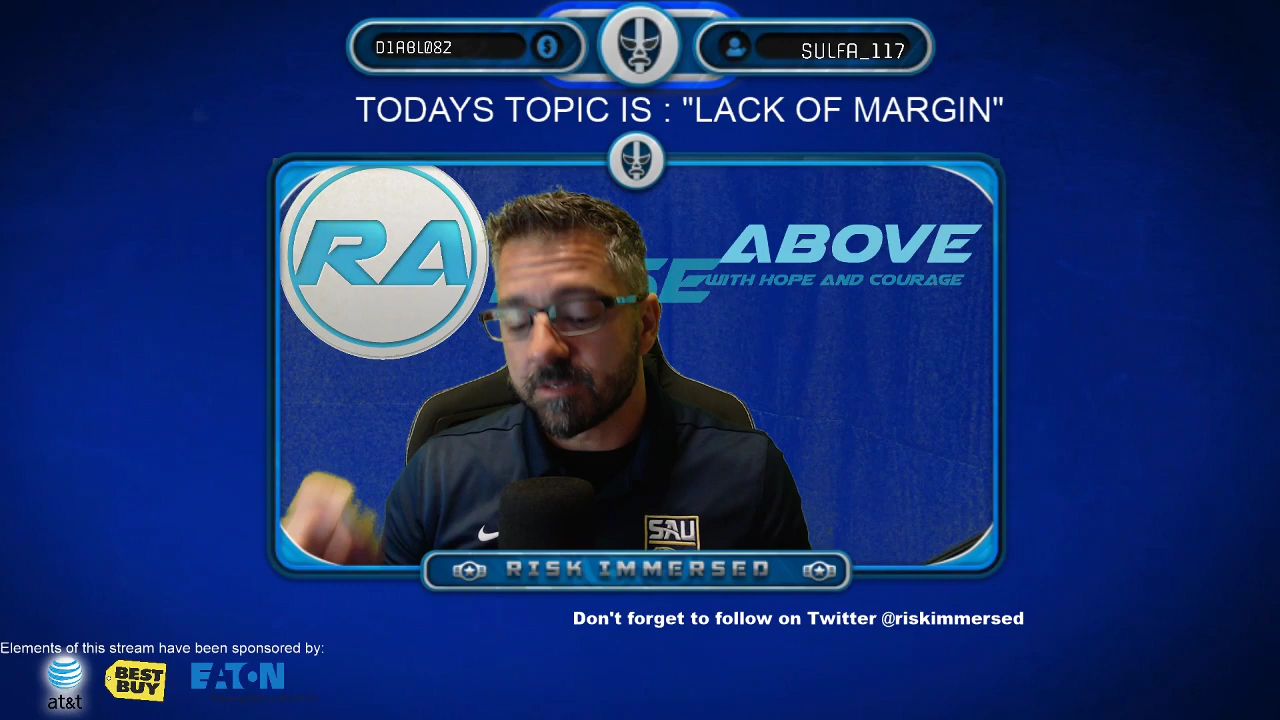 D1ABL082
SULFA_117
TODAYS TOPIC IS : "LACK OF MARGIN"
RA
ABOVE
SE
WITH HOPE AND COURAGE
SAU
RISK IMMERSED
Don't forget to follow on Twitter @riskimmersed
Elements of this stream have been sponsored by:
at&t
BEST
BUY
EATON